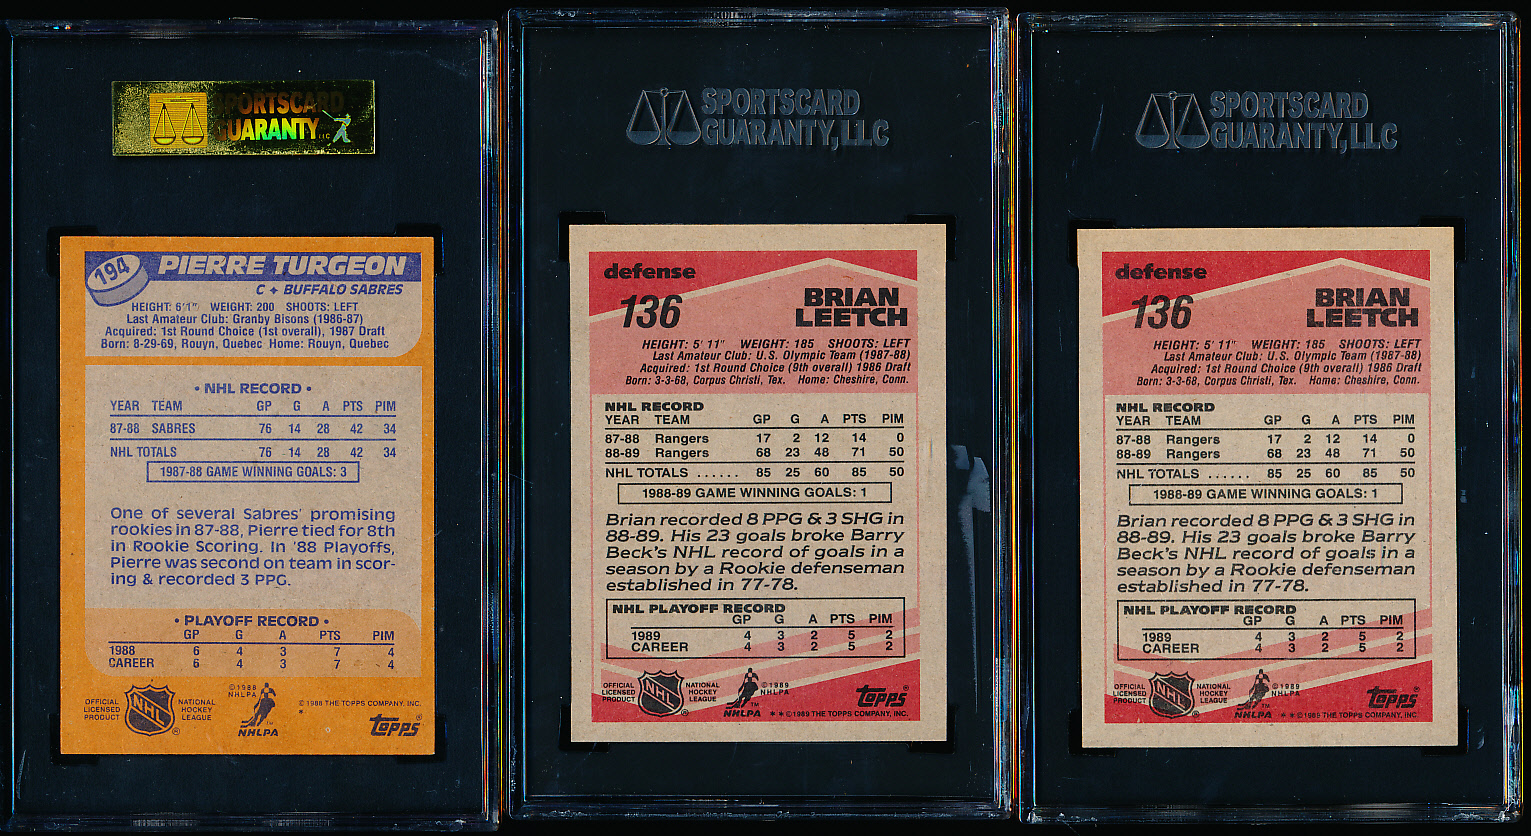 SPORTSCARD
GUARANTY LLC
194
PIERRE TURGEON
C ✦ BUFFALO SABRES
HEIGHT: 6'1" WEIGHT: 200 SHOOTS: LEFT
Last Amateur Club: Granby Bisons (1986-87)
Acquired: 1st Round Choice (1st overall), 1987 Draft
Born: 8-29-69, Rouyn, Quebec Home: Rouyn, Quebec
• NHL RECORD •
YEAR TEAM GP G A PTS PIM
87-88 SABRES 76 14 28 42 34
NHL TOTALS 76 14 28 42 34
1987-88 GAME WINNING GOALS: 3
One of several Sabres' promising
rookies in 87-88, Pierre tied for 8th
in Rookie Scoring. In '88 Playoffs,
Pierre was second on team in scor-
ing & recorded 3 PPG.
• PLAYOFF RECORD •
GP G A PTS PIM
1988 6 4 3 7 4
CAREER 6 4 3 7 4
OFFICIAL
LICENSED
PRODUCT
NHL
®
NATIONAL
HOCKEY
LEAGUE
©1988
NHLPA
TM
NHLPA
© 1988 THE TOPPS COMPANY, INC.
*
topps®
SPORTSCARD
GUARANTY, LLC
defense
136
BRIAN
LEETCH
HEIGHT: 5' 11" WEIGHT: 185 SHOOTS: LEFT
Last Amateur Club: U.S. Olympic Team (1987-88)
Acquired: 1st Round Choice (9th overall) 1986 Draft
Born: 3-3-68, Corpus Christi, Tex. Home: Cheshire, Conn.
NHL RECORD
YEAR TEAM GP G A PTS PIM
87-88 Rangers 17 2 12 14 0
88-89 Rangers 68 23 48 71 50
NHL TOTALS ...... 85 25 60 85 50
1988-89 GAME WINNING GOALS: 1
Brian recorded 8 PPG & 3 SHG in
88-89. His 23 goals broke Barry
Beck's NHL record of goals in a
season by a Rookie defenseman
established in 77-78.
NHL PLAYOFF RECORD
GP G A PTS PIM
1989 4 3 2 5 2
CAREER 4 3 2 5 2
OFFICIAL
LICENSED
PRODUCT
NHL
®
NATIONAL
HOCKEY
LEAGUE
©1989
NHLPA
TM
NHLPA
* * ©1989 THE TOPPS COMPANY, INC.
topps®
SPORTSCARD
GUARANTY, LLC
defense
136
BRIAN
LEETCH
HEIGHT: 5' 11" WEIGHT: 185 SHOOTS: LEFT
Last Amateur Club: U.S. Olympic Team (1987-88)
Acquired: 1st Round Choice (9th overall) 1986 Draft
Born: 3-3-68, Corpus Christi, Tex. Home: Cheshire, Conn.
NHL RECORD
YEAR TEAM GP G A PTS PIM
87-88 Rangers 17 2 12 14 0
88-89 Rangers 68 23 48 71 50
NHL TOTALS ...... 85 25 60 85 50
1988-89 GAME WINNING GOALS: 1
Brian recorded 8 PPG & 3 SHG in
88-89. His 23 goals broke Barry
Beck's NHL record of goals in a
season by a Rookie defenseman
established in 77-78.
NHL PLAYOFF RECORD
GP G A PTS PIM
1989 4 3 2 5 2
CAREER 4 3 2 5 2
OFFICIAL
LICENSED
PRODUCT
NHL
®
NATIONAL
HOCKEY
LEAGUE
©1989
NHLPA
TM
NHLPA
* * ©1989 THE TOPPS COMPANY, INC.
topps®